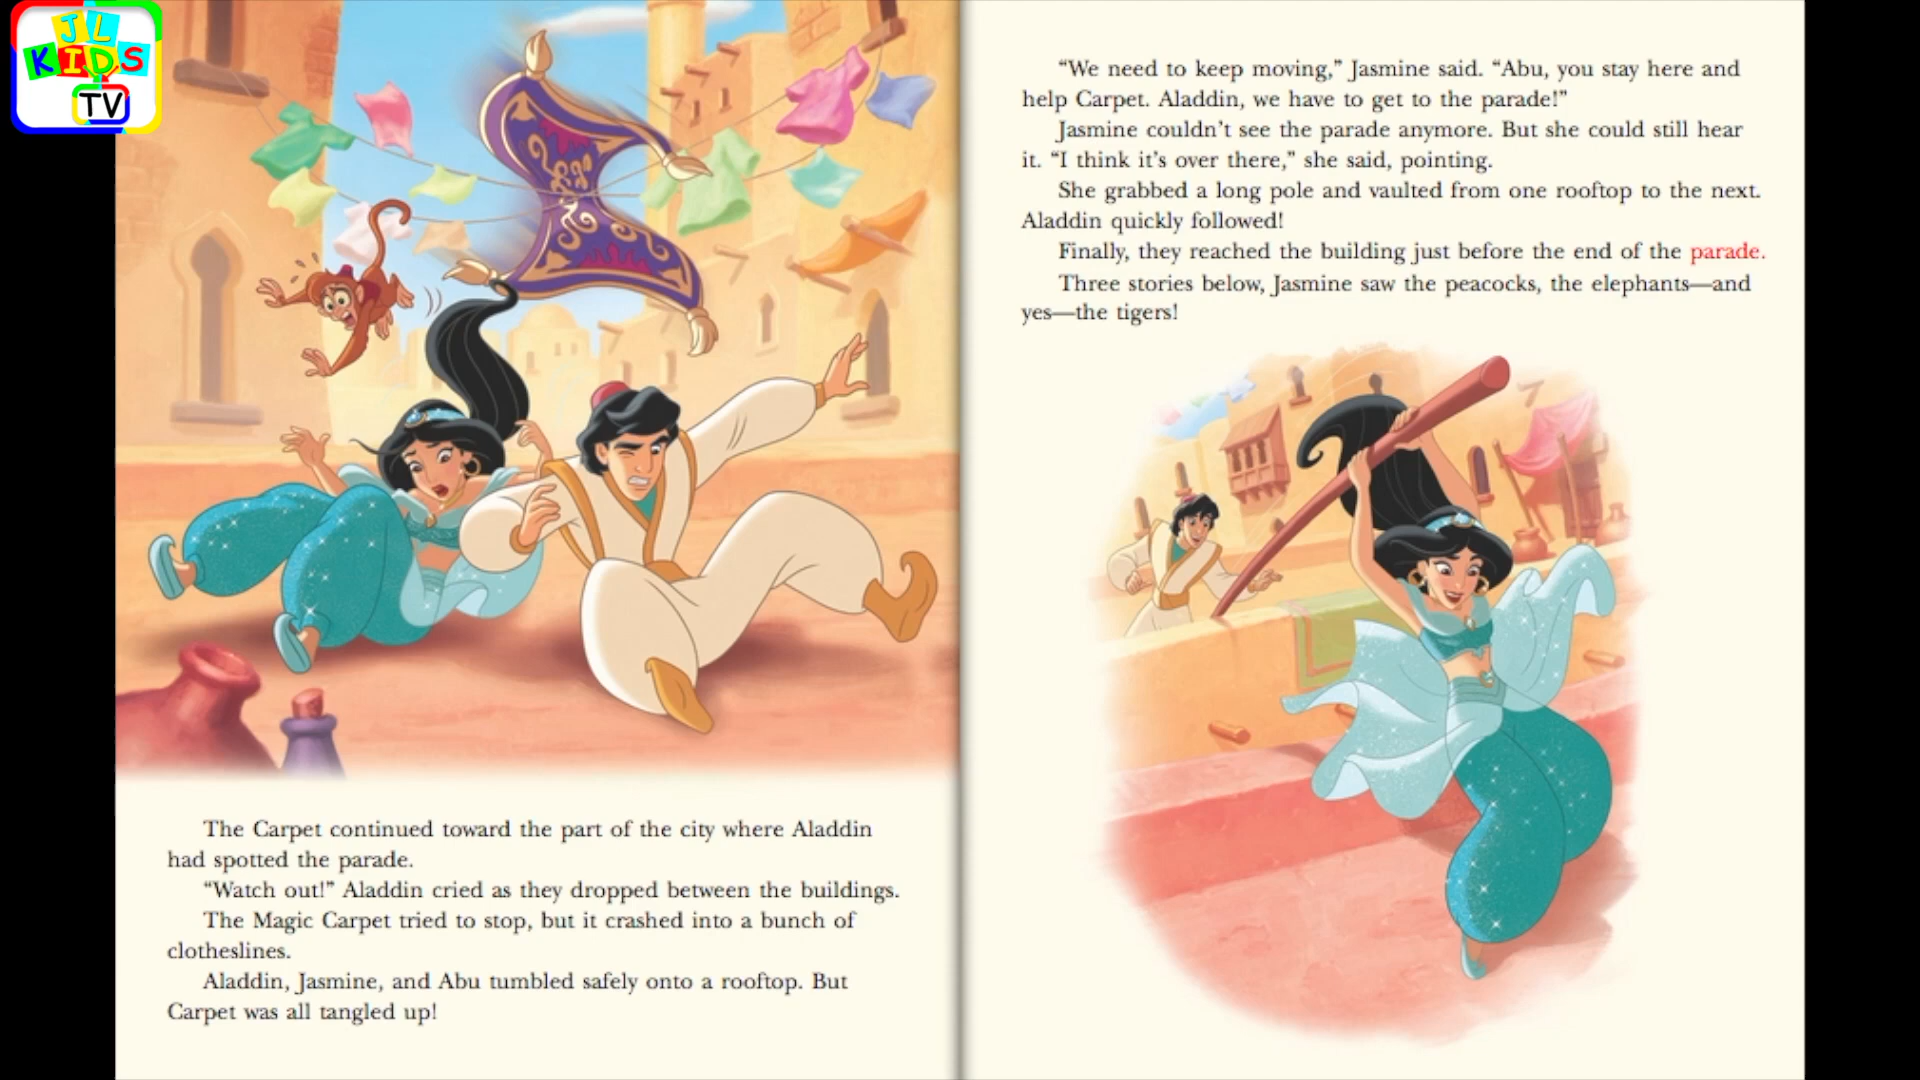 JL
KIDS
TV
The Carpet continued toward the part of the city where Aladdin
had spotted the parade.
“Watch out!” Aladdin cried as they dropped between the buildings.
The Magic Carpet tried to stop, but it crashed into a bunch of
clotheslines.
Aladdin, Jasmine, and Abu tumbled safely onto a rooftop. But
Carpet was all tangled up!
“We need to keep moving,” Jasmine said. “Abu, you stay here and
help Carpet. Aladdin, we have to get to the parade!”
Jasmine couldn’t see the parade anymore. But she could still hear
it. “I think it’s over there,” she said, pointing.
She grabbed a long pole and vaulted from one rooftop to the next.
Aladdin quickly followed!
Finally, they reached the building just before the end of the parade.
Three stories below, Jasmine saw the peacocks, the elephants—and
yes—the tigers!